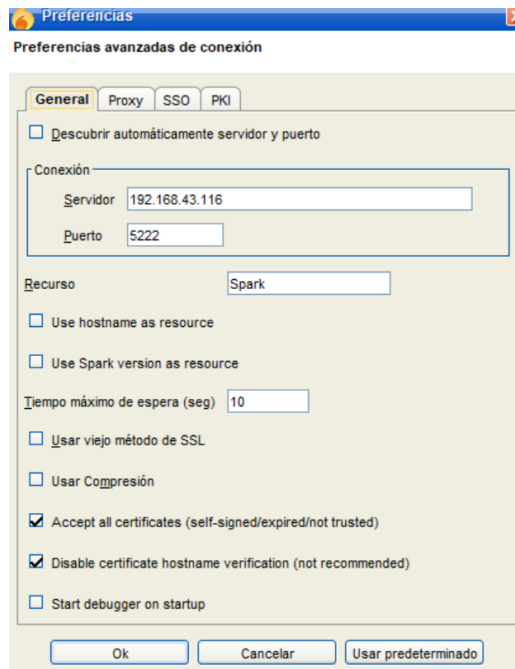 Preferencias
Preferencias avanzadas de conexión
General Proxy SSO PKI
Descubrir automáticamente servidor y puerto
Conexión
Servidor 192.168.43.116
Puerto 5222
Recurso Spark
Use hostname as resource
Use Spark version as resource
Tiempo máximo de espera (seg) 10
Usar viejo método de SSL
Usar Compresión
Accept all certificates (self-signed/expired/not trusted)
Disable certificate hostname verification (not recommended)
Start debugger on startup
Ok Cancelar Usar predeterminado